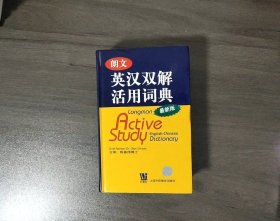 朗文
英汉双解
活用词典
最新版
Longman
Active
Study
English-Chinese
Dictionary